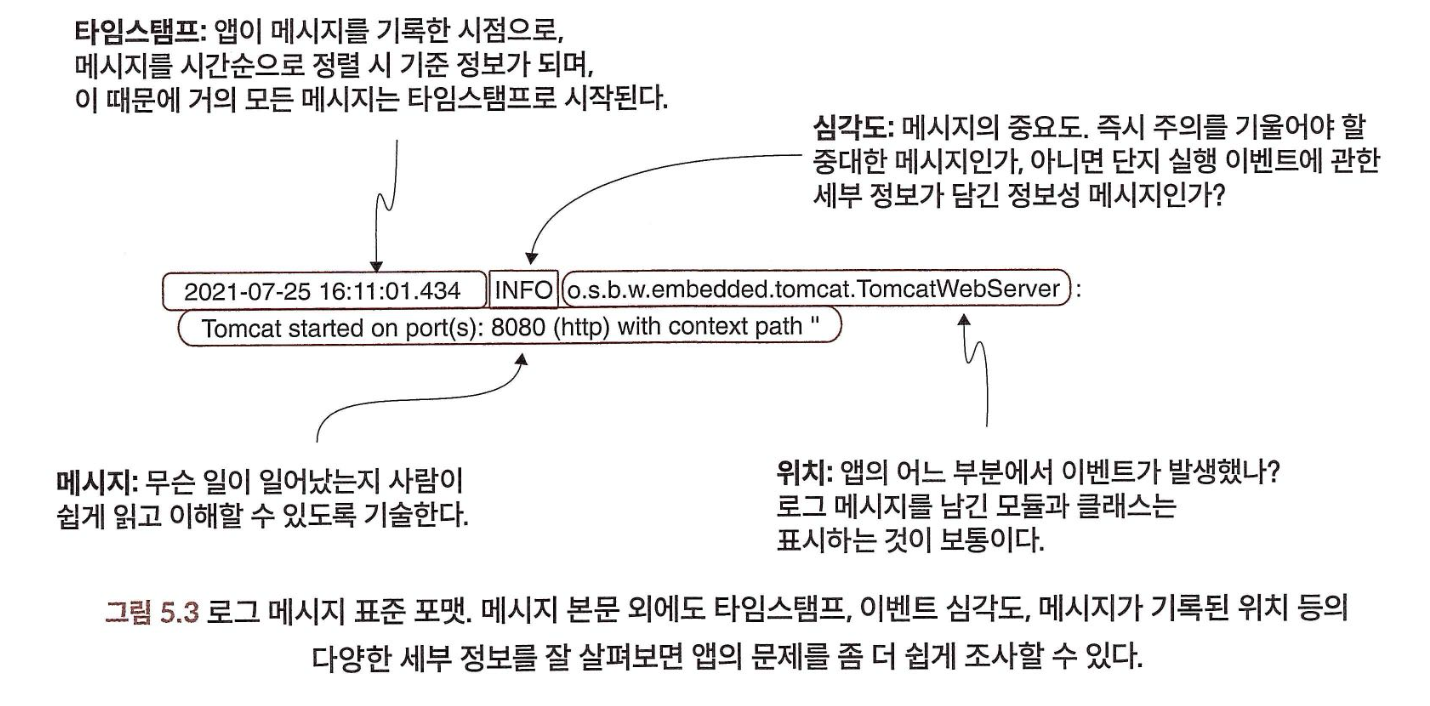 타임스탬프: 앱이 메시지를 기록한 시점으로,
메시지를 시간순으로 정렬 시 기준 정보가 되며,
이 때문에 거의 모든 메시지는 타임스탬프로 시작된다.
심각도: 메시지의 중요도. 즉시 주의를 기울어야 할
중대한 메시지인가, 아니면 단지 실행 이벤트에 관한
세부 정보가 담긴 정보성 메시지인가?
2021-07-25 16:11:01.434 INFO o.s.b.w.embedded.tomcat.TomcatWebServer :
Tomcat started on port(s): 8080 (http) with context path "
메시지: 무슨 일이 일어났는지 사람이
쉽게 읽고 이해할 수 있도록 기술한다.
위치: 앱의 어느 부분에서 이벤트가 발생했나?
로그 메시지를 남긴 모듈과 클래스는
표시하는 것이 보통이다.
그림 5.3 로그 메시지 표준 포맷. 메시지 본문 외에도 타임스탬프, 이벤트 심각도, 메시지가 기록된 위치 등의
다양한 세부 정보를 잘 살펴보면 앱의 문제를 좀 더 쉽게 조사할 수 있다.